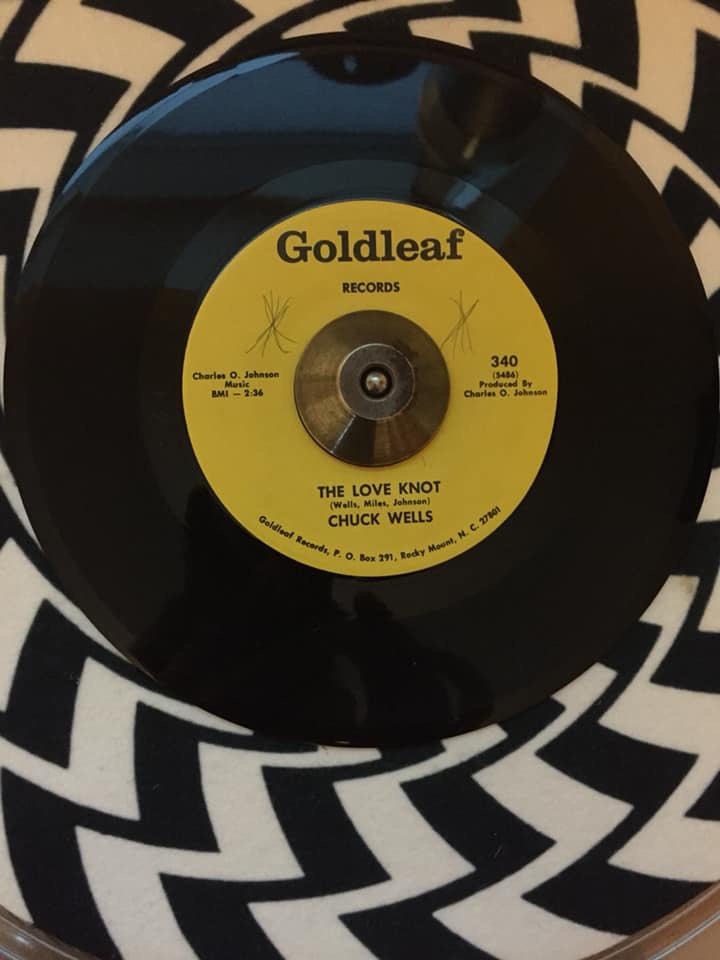 Goldleaf
RECORDS
Charles O. Johnson
Music
BMI — 2:36
340
(5486)
Produced By
Charles O. Johnson
THE LOVE KNOT
(Wells, Miles, Johnson)
CHUCK WELLS
Goldleaf Records, P. O. Box 291, Rocky Mount, N. C. 27801